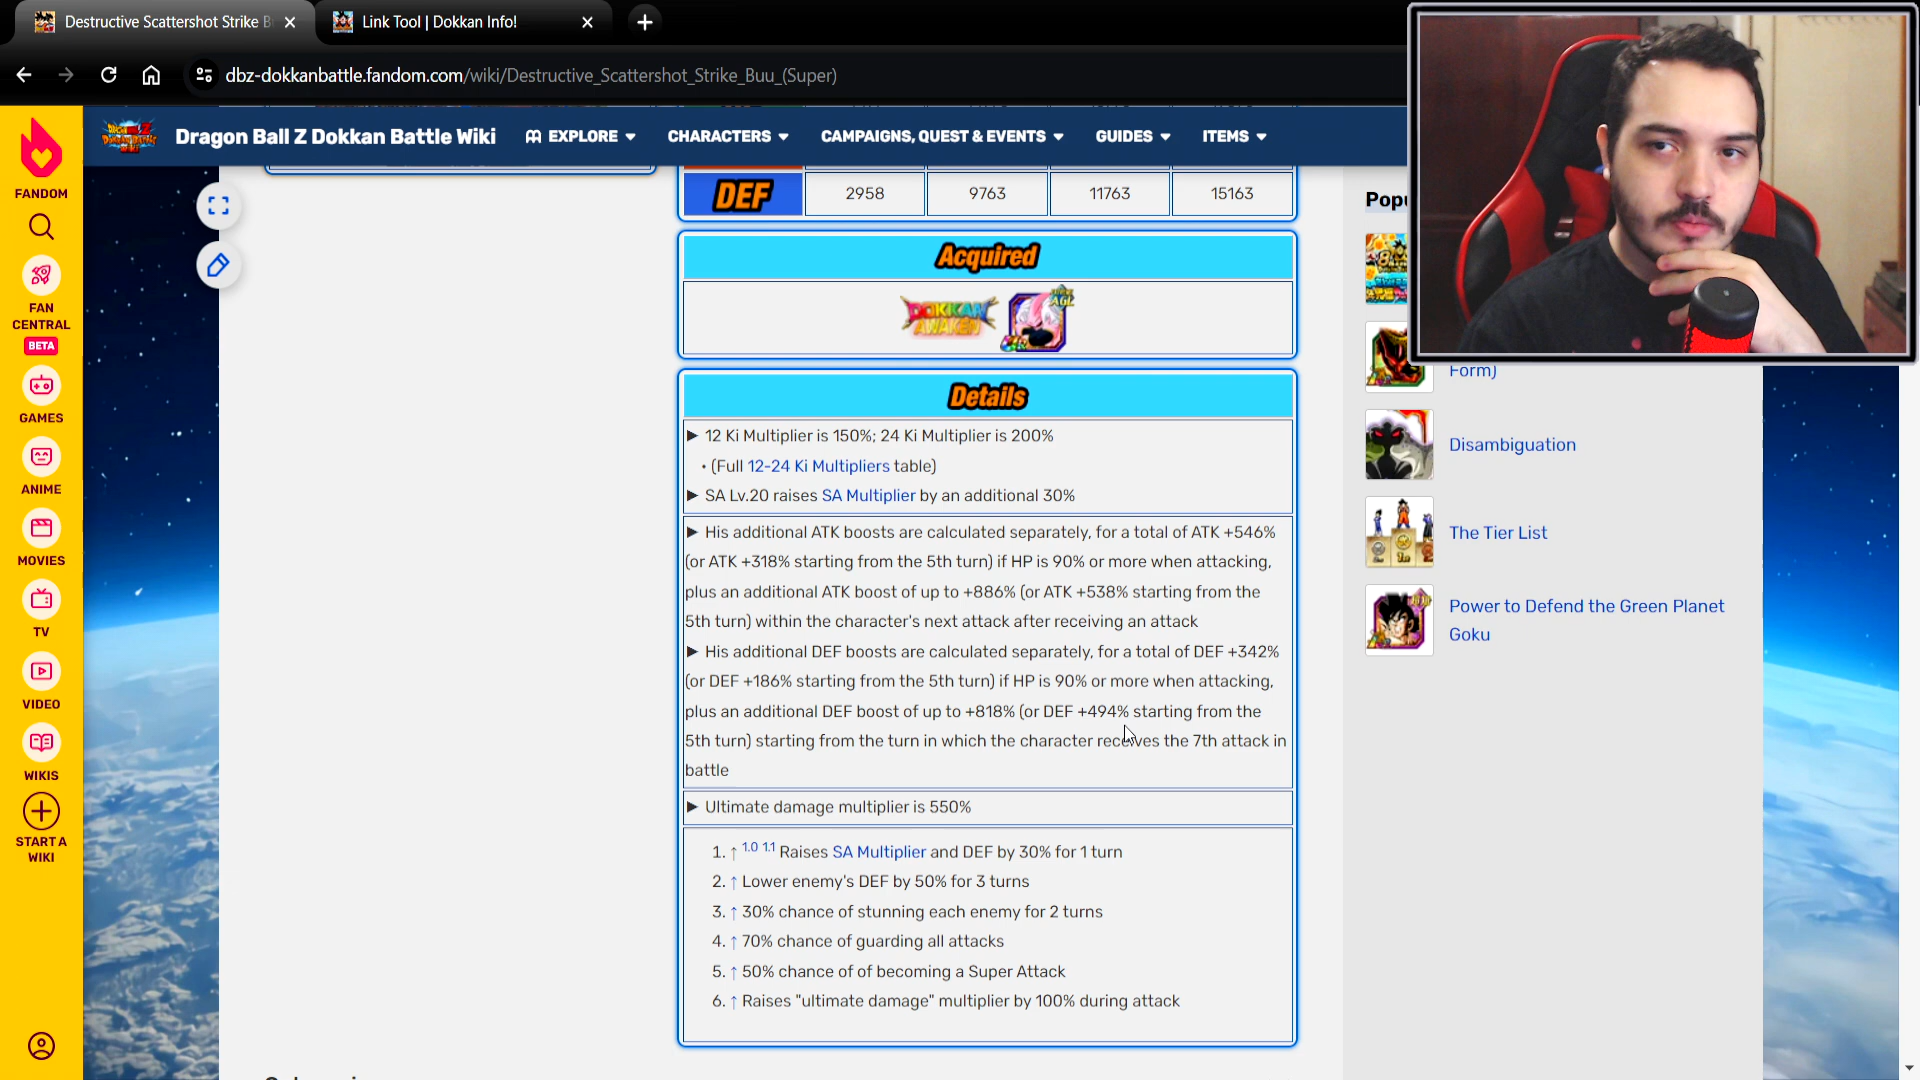 Destructive Scattershot Strike B
Link Tool | Dokkan Info!
dbz-dokkanbattle.fandom.com/wiki/Destructive_Scattershot_Strike_Buu_(Super)
Dragon Ball Z Dokkan Battle Wiki
EXPLORE
CHARACTERS
CAMPAIGNS, QUEST & EVENTS
GUIDES
ITEMS
FANDOM
FAN
CENTRAL
BETA
GAMES
ANIME
MOVIES
TV
VIDEO
WIKIS
START A
WIKI
DEF 2958 9763 11763 15163
Acquired
DOKKAN
AWAKEN
AGL
Details
► 12 Ki Multiplier is 150%; 24 Ki Multiplier is 200%
• (Full 12-24 Ki Multipliers table)
► SA Lv.20 raises SA Multiplier by an additional 30%
► His additional ATK boosts are calculated separately, for a total of ATK +546%
(or ATK +318% starting from the 5th turn) if HP is 90% or more when attacking,
plus an additional ATK boost of up to +886% (or ATK +538% starting from the
5th turn) within the character's next attack after receiving an attack
► His additional DEF boosts are calculated separately, for a total of DEF +342%
(or DEF +186% starting from the 5th turn) if HP is 90% or more when attacking,
plus an additional DEF boost of up to +818% (or DEF +494% starting from the
5th turn) starting from the turn in which the character receives the 7th attack in
battle
► Ultimate damage multiplier is 550%
1. ↑ 1.0 1.1 Raises SA Multiplier and DEF by 30% for 1 turn
2. ↑ Lower enemy's DEF by 50% for 3 turns
3. ↑ 30% chance of stunning each enemy for 2 turns
4. ↑ 70% chance of guarding all attacks
5. ↑ 50% chance of of becoming a Super Attack
6. ↑ Raises "ultimate damage" multiplier by 100% during attack
Popu
Form)
Disambiguation
The Tier List
Power to Defend the Green Planet
Goku